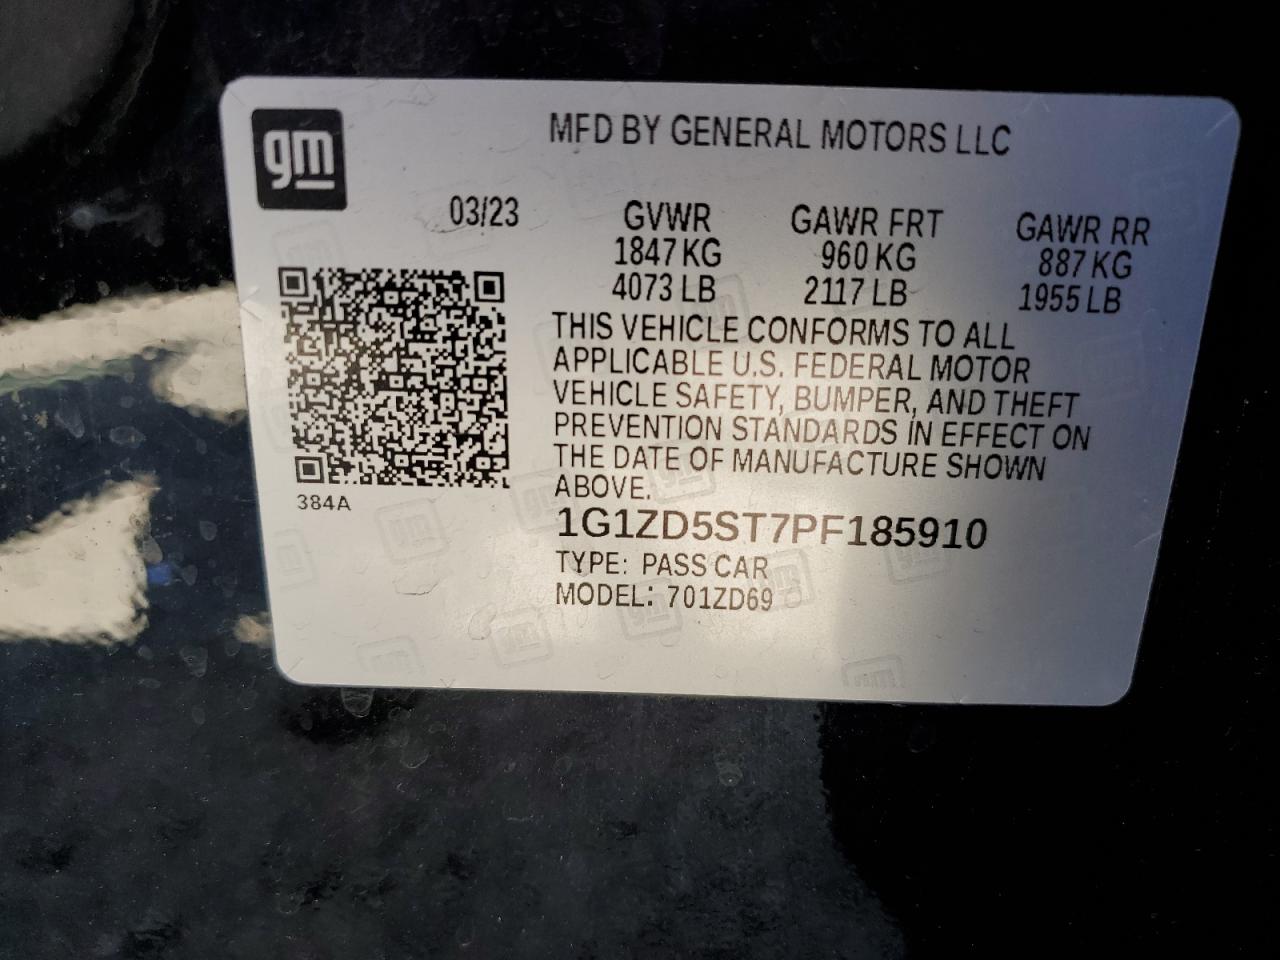 gm
MFD BY GENERAL MOTORS LLC
03/23
GVWR GAWR FRT GAWR RR
1847 KG 960 KG 887 KG
4073 LB 2117 LB 1955 LB
THIS VEHICLE CONFORMS TO ALL
APPLICABLE U.S. FEDERAL MOTOR
VEHICLE SAFETY, BUMPER, AND THEFT
PREVENTION STANDARDS IN EFFECT ON
THE DATE OF MANUFACTURE SHOWN
ABOVE.
384A
1G1ZD5ST7PF185910
TYPE: PASS CAR
MODEL: 701ZD69